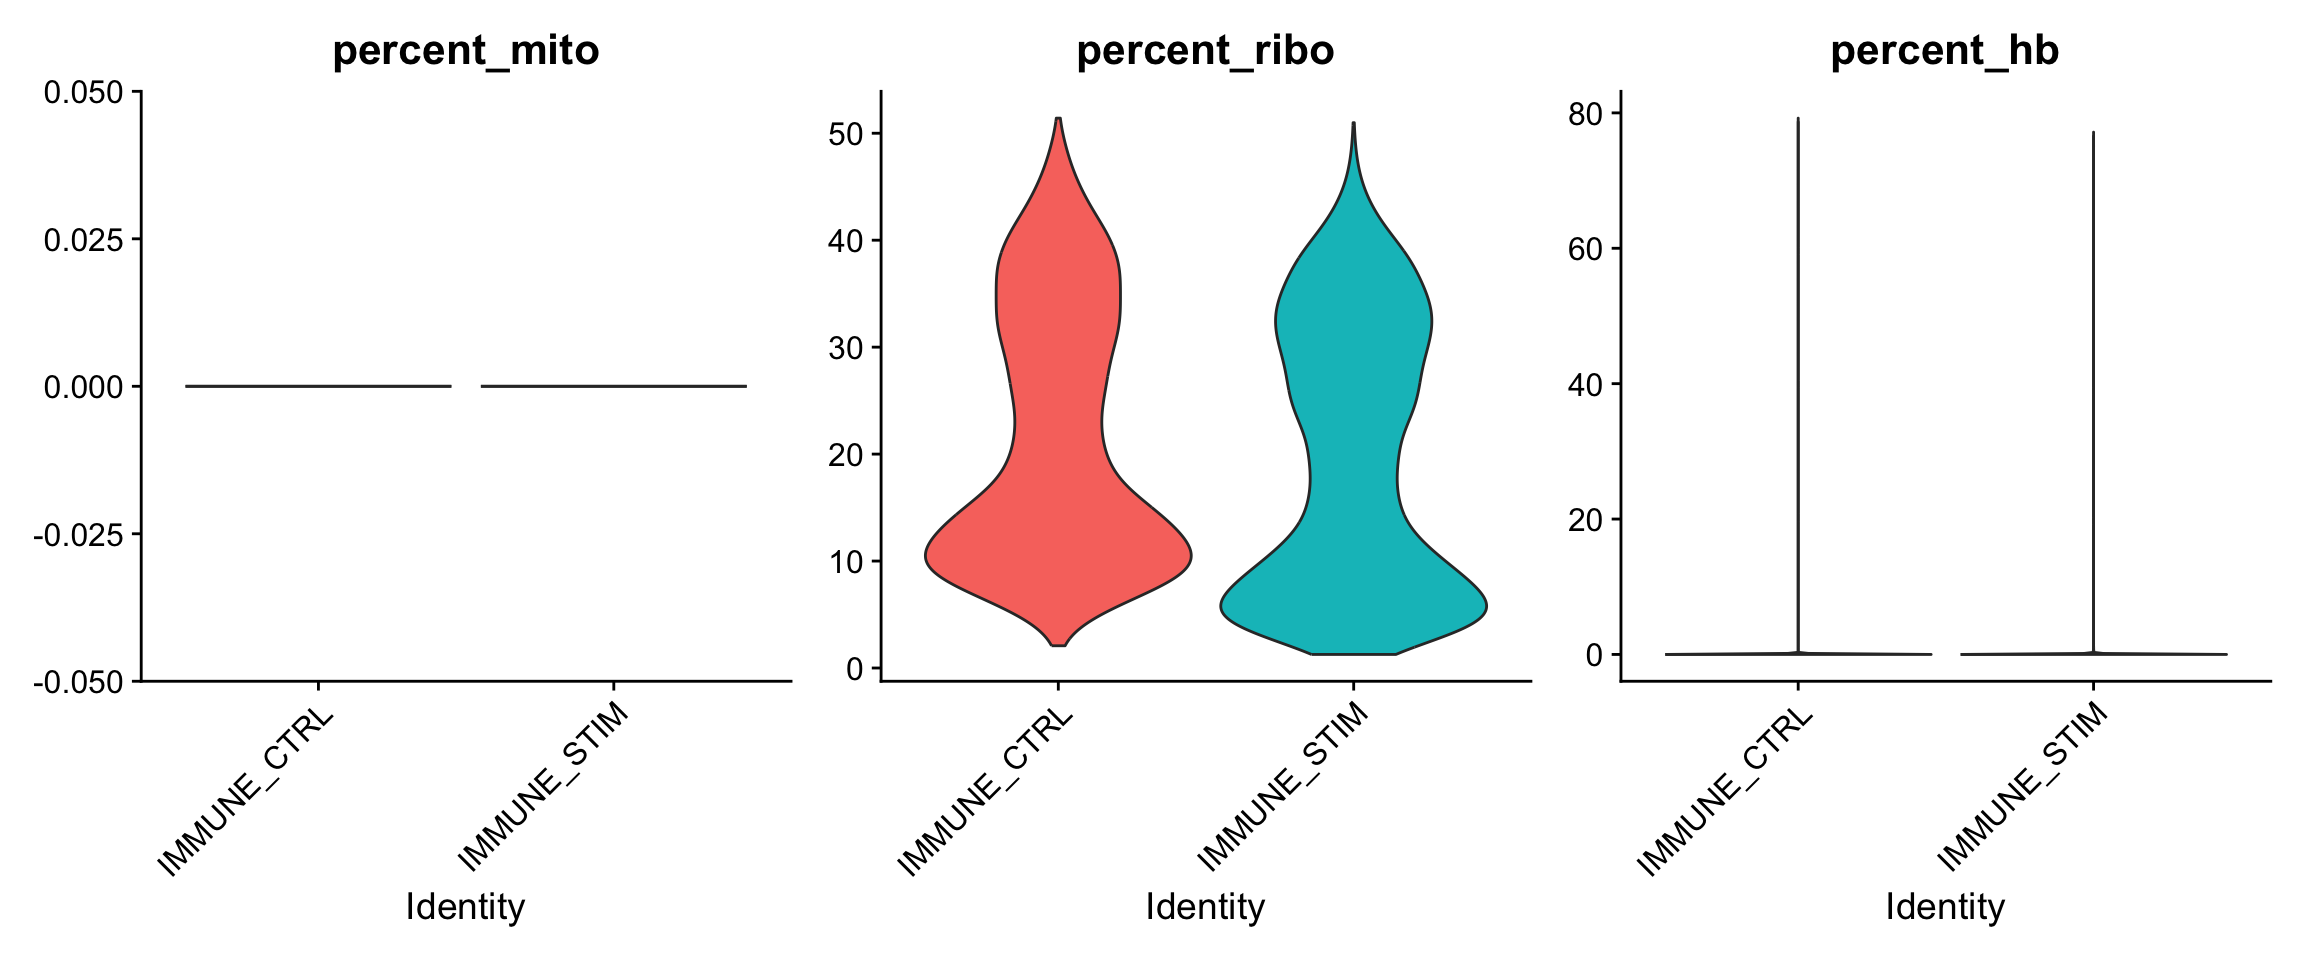 percent_mito
0.050
0.025
0.000
-0.025
-0.050
IMMUNE_CTRL
IMMUNE_STIM
Identity
percent_ribo
50
40
30
20
10
0
IMMUNE_CTRL
IMMUNE_STIM
Identity
percent_hb
80
60
40
20
0
IMMUNE_CTRL
IMMUNE_STIM
Identity